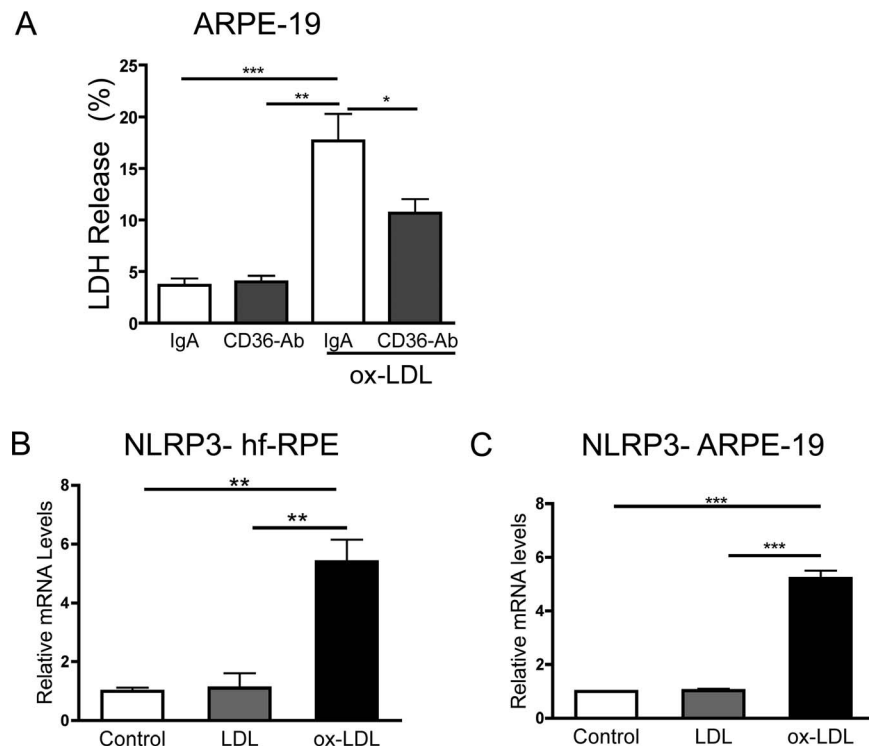 A
ARPE-19
LDH Release (%)
25
20
15
10
5
0
***
**
*
IgA
CD36-Ab
IgA
CD36-Ab
ox-LDL
B
NLRP3- hf-RPE
Relative mRNA Levels
8
6
4
2
0
**
**
Control
LDL
ox-LDL
C
NLRP3- ARPE-19
Relative mRNA levels
8
6
4
2
0
***
***
Control
LDL
ox-LDL